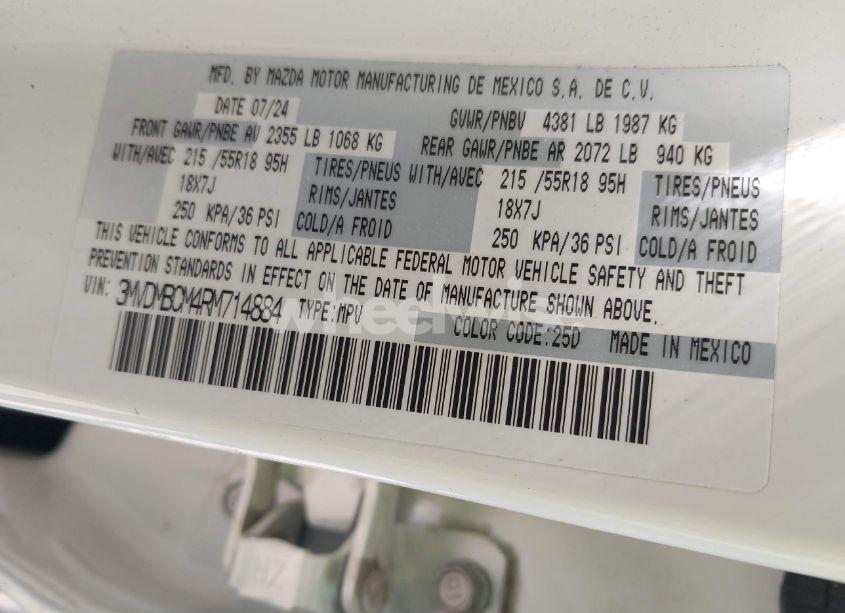 MFD. BY MAZDA MOTOR MANUFACTURING DE MEXICO S.A. DE C.V.
DATE 07/24 GVWR/PNBV 4381 LB 1987 KG
FRONT GAWR/PNBE AV 2355 LB 1068 KG REAR GAWR/PNBE AR 2072 LB 940 KG
WITH/AVEC 215 /55R18 95H TIRES/PNEUS WITH/AVEC 215 /55R18 95H TIRES/PNEUS
18X7J RIMS/JANTES 18X7J RIMS/JANTES
250 KPA/36 PSI COLD/A FROID 250 KPA/36 PSI COLD/A FROID
THIS VEHICLE CONFORMS TO ALL APPLICABLE FEDERAL MOTOR VEHICLE SAFETY AND THEFT
PREVENTION STANDARDS IN EFFECT ON THE DATE OF MANUFACTURE SHOWN ABOVE.
VIN: 3MVDMBCM4RM714884 TYPE:MPV
COLOR CODE:25D MADE IN MEXICO